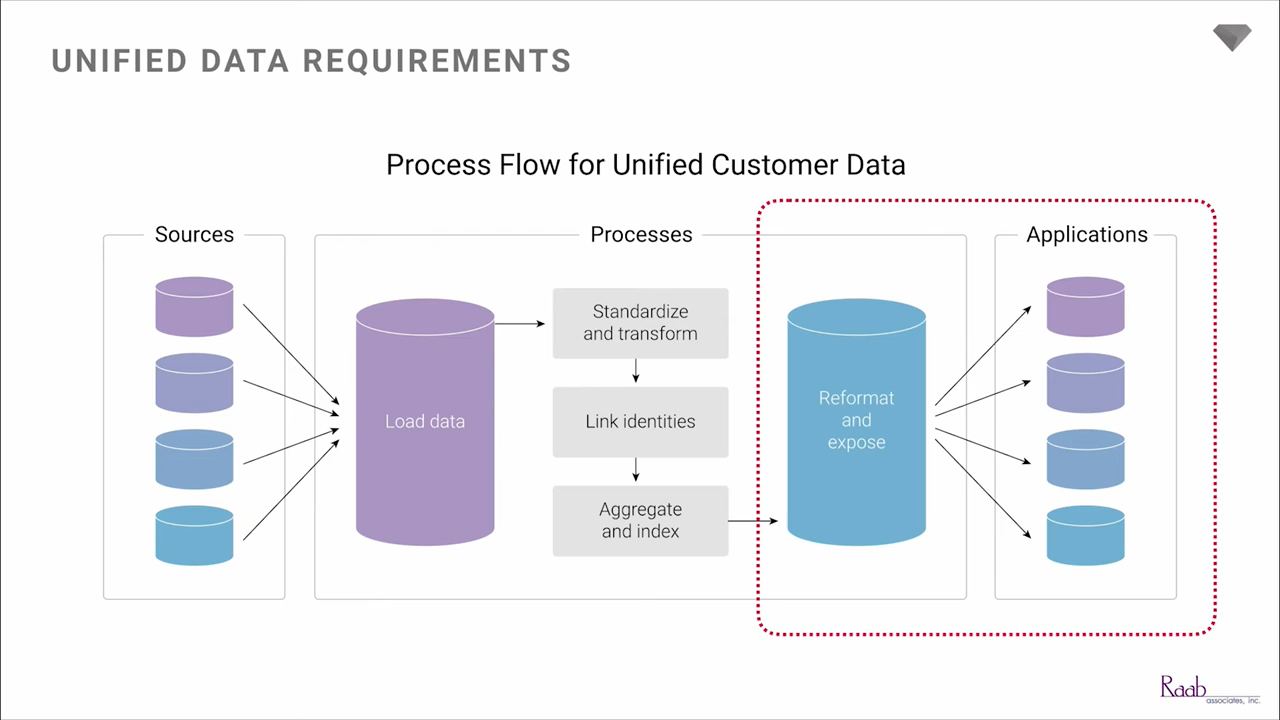 UNIFIED DATA REQUIREMENTS
Process Flow for Unified Customer Data
Sources
Processes
Applications
Load data
Standardize
and transform
Link identities
Aggregate
and index
Reformat
and
expose
Raab
associates, inc.